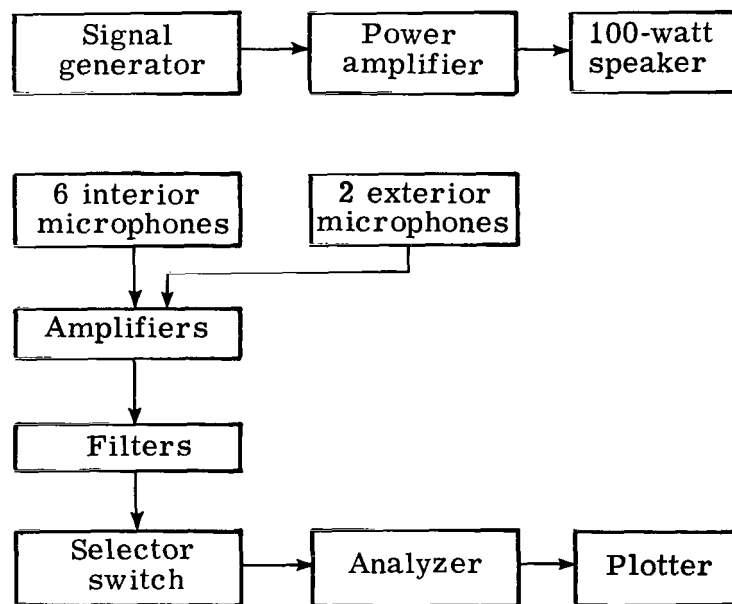 Signal
generator
Power
amplifier
100-watt
speaker
6 interior
microphones
2 exterior
microphones
Amplifiers
Filters
Selector
switch
Analyzer
Plotter